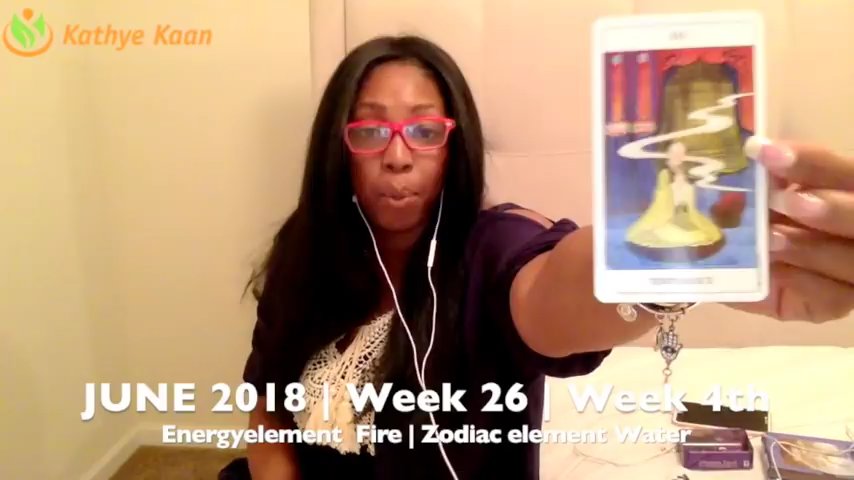 Kathye Kaan
JUNE 2018 | Week 26 | Week 4th
Energyelement Fire | Zodiac element Water